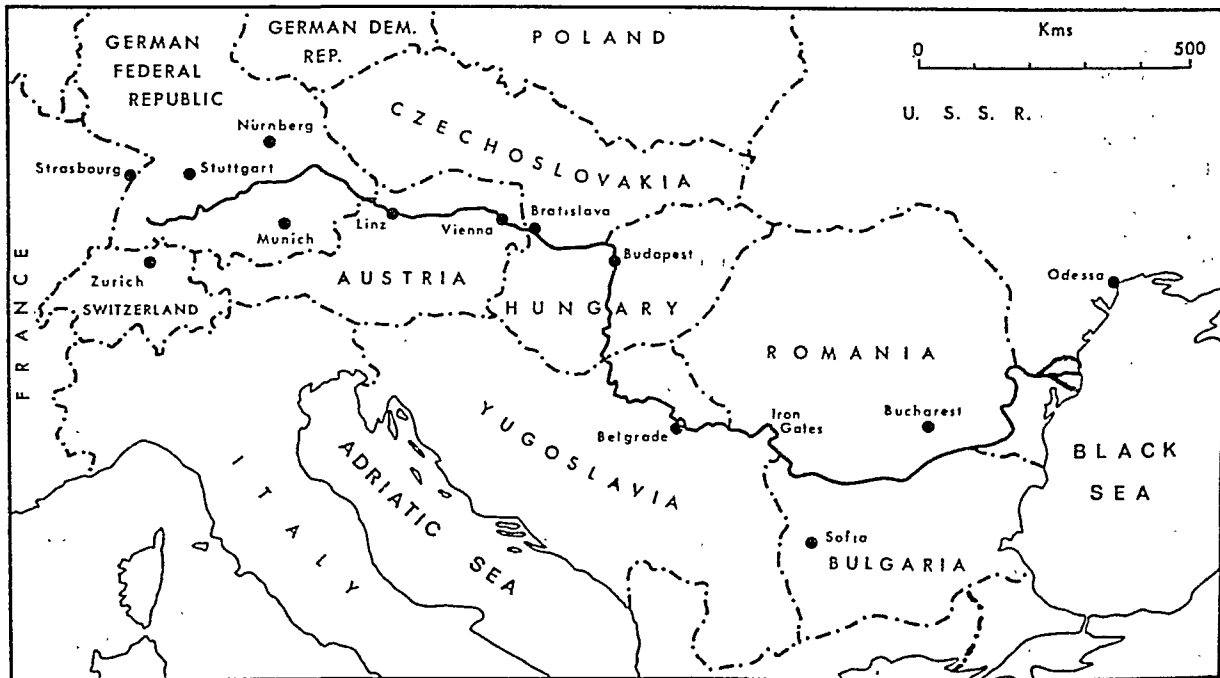 GERMAN
FEDERAL
REPUBLIC
GERMAN DEM.
REP.
POLAND
Kms
0 500
U. S. S. R.
CZECHOSLOVAKIA
Nürnberg
Strasbourg
Stuttgart
Munich
Linz
Vienna
Bratislava
Budapest
Zurich
SWITZERLAND
AUSTRIA
HUNGARY
FRANCE
Odessa
ROMANIA
Iron
Gates
Bucharest
Belgrade
YUGOSLAVIA
ITALY
ADRIATIC SEA
BLACK
SEA
Sofia
BULGARIA